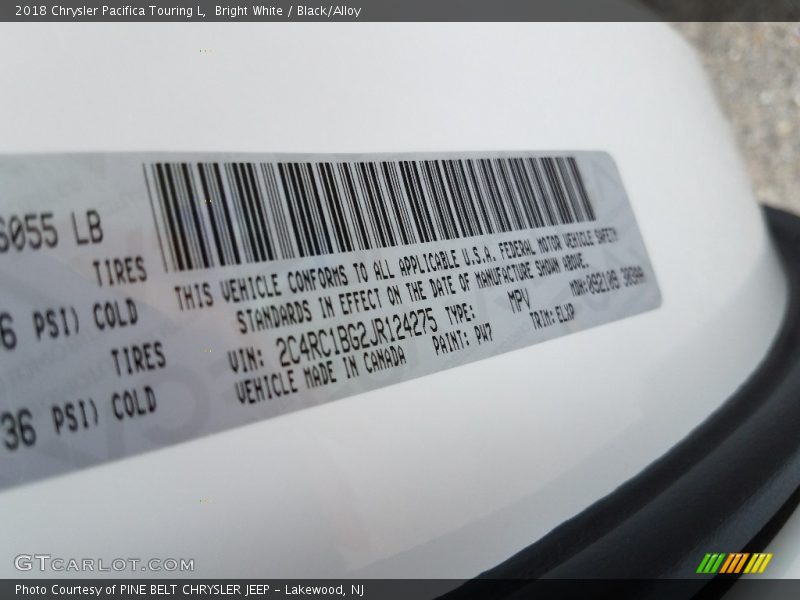 2018 Chrysler Pacifica Touring L, Bright White / Black/Alloy
6055 LB
TIRES
6 PSI) COLD
TIRES
36 PSI) COLD
THIS VEHICLE CONFORMS TO ALL APPLICABLE U.S.A. FEDERAL MOTOR VEHICLE SAFETY
STANDARDS IN EFFECT ON THE DATE OF MANUFACTURE SHOWN ABOVE.
VIN: 2C4RC1BG2JR124275 TYPE: MPV
VEHICLE MADE IN CANADA PAINT: PW7 TRIM: ELXP
GTCARLOT.COM
Photo Courtesy of PINE BELT CHRYSLER JEEP - Lakewood, NJ